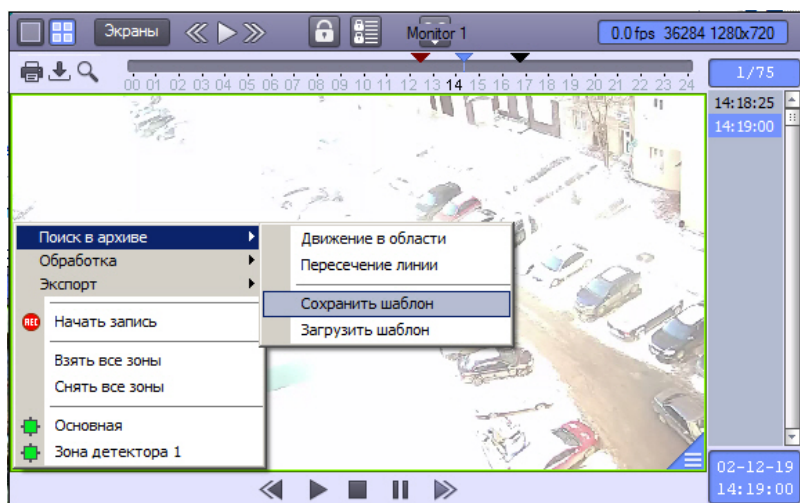 Экраны
Monitor 1
0.0 fps 36284 1280x720
00 01 02 03 04 05 06 07 08 09 10 11 12 13 14 15 16 17 18 19 20 21 22 23 24
1/75
14:18:25
14:19:00
Поиск в архиве
Обработка
Экспорт
REC Начать запись
Взять все зоны
Снять все зоны
Основная
Зона детектора 1
Движение в области
Пересечение линии
Сохранить шаблон
Загрузить шаблон
02-12-19
14:19:00